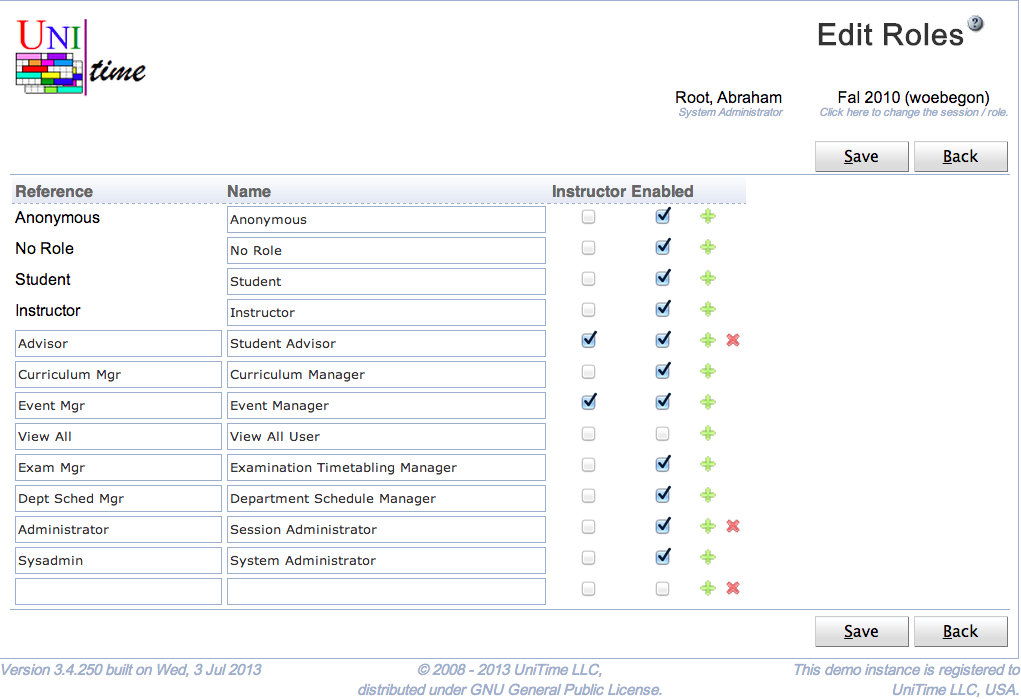 UNI
time
Edit Roles
Root, Abraham
System Administrator
Fal 2010 (woebegon)
Click here to change the session / role.
Save Back
Reference Name Instructor Enabled
Anonymous Anonymous
No Role No Role
Student Student
Instructor Instructor
Advisor Student Advisor
Curriculum Mgr Curriculum Manager
Event Mgr Event Manager
View All View All User
Exam Mgr Examination Timetabling Manager
Dept Sched Mgr Department Schedule Manager
Administrator Session Administrator
Sysadmin System Administrator
Save Back
Version 3.4.250 built on Wed, 3 Jul 2013
© 2008 - 2013 UniTime LLC,
distributed under GNU General Public License.
This demo instance is registered to
UniTime LLC, USA.